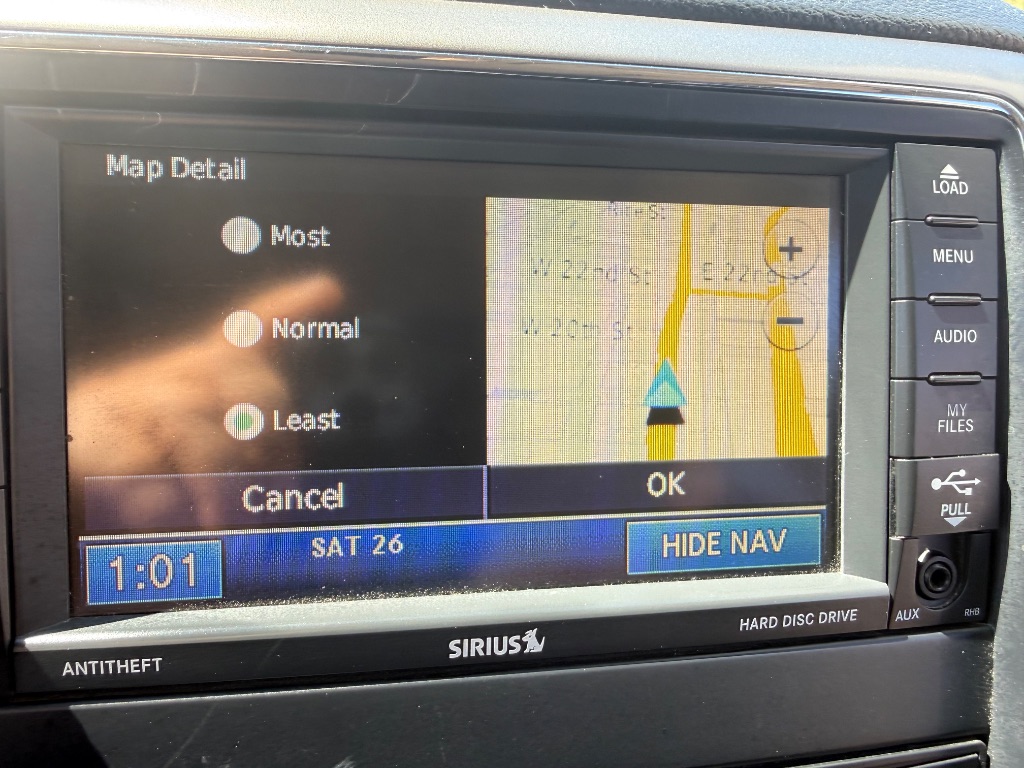 Map Detail
Most
Normal
Least
W 22nd St
E 22nd St
Cancel
OK
1:01
SAT 26
HIDE NAV
LOAD
MENU
AUDIO
MY
FILES
PULL
AUX
RHB
ANTITHEFT
SIRIUS
HARD DISC DRIVE